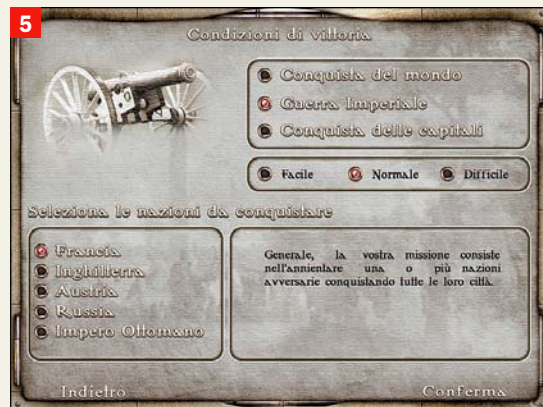 5
Condizioni di vittoria
Conquista del mondo
Guerra Imperiale
Conquista delle capitali
Facile Normale Difficile
Seleziona le nazioni da conquistare
Francia
Inghilterra
Austria
Russia
Impero Ottomano
Generale, la vostra missione consiste
nell'annientare una o più nazioni
avversarie conquistando tutte le loro città.
Indietro Conferma